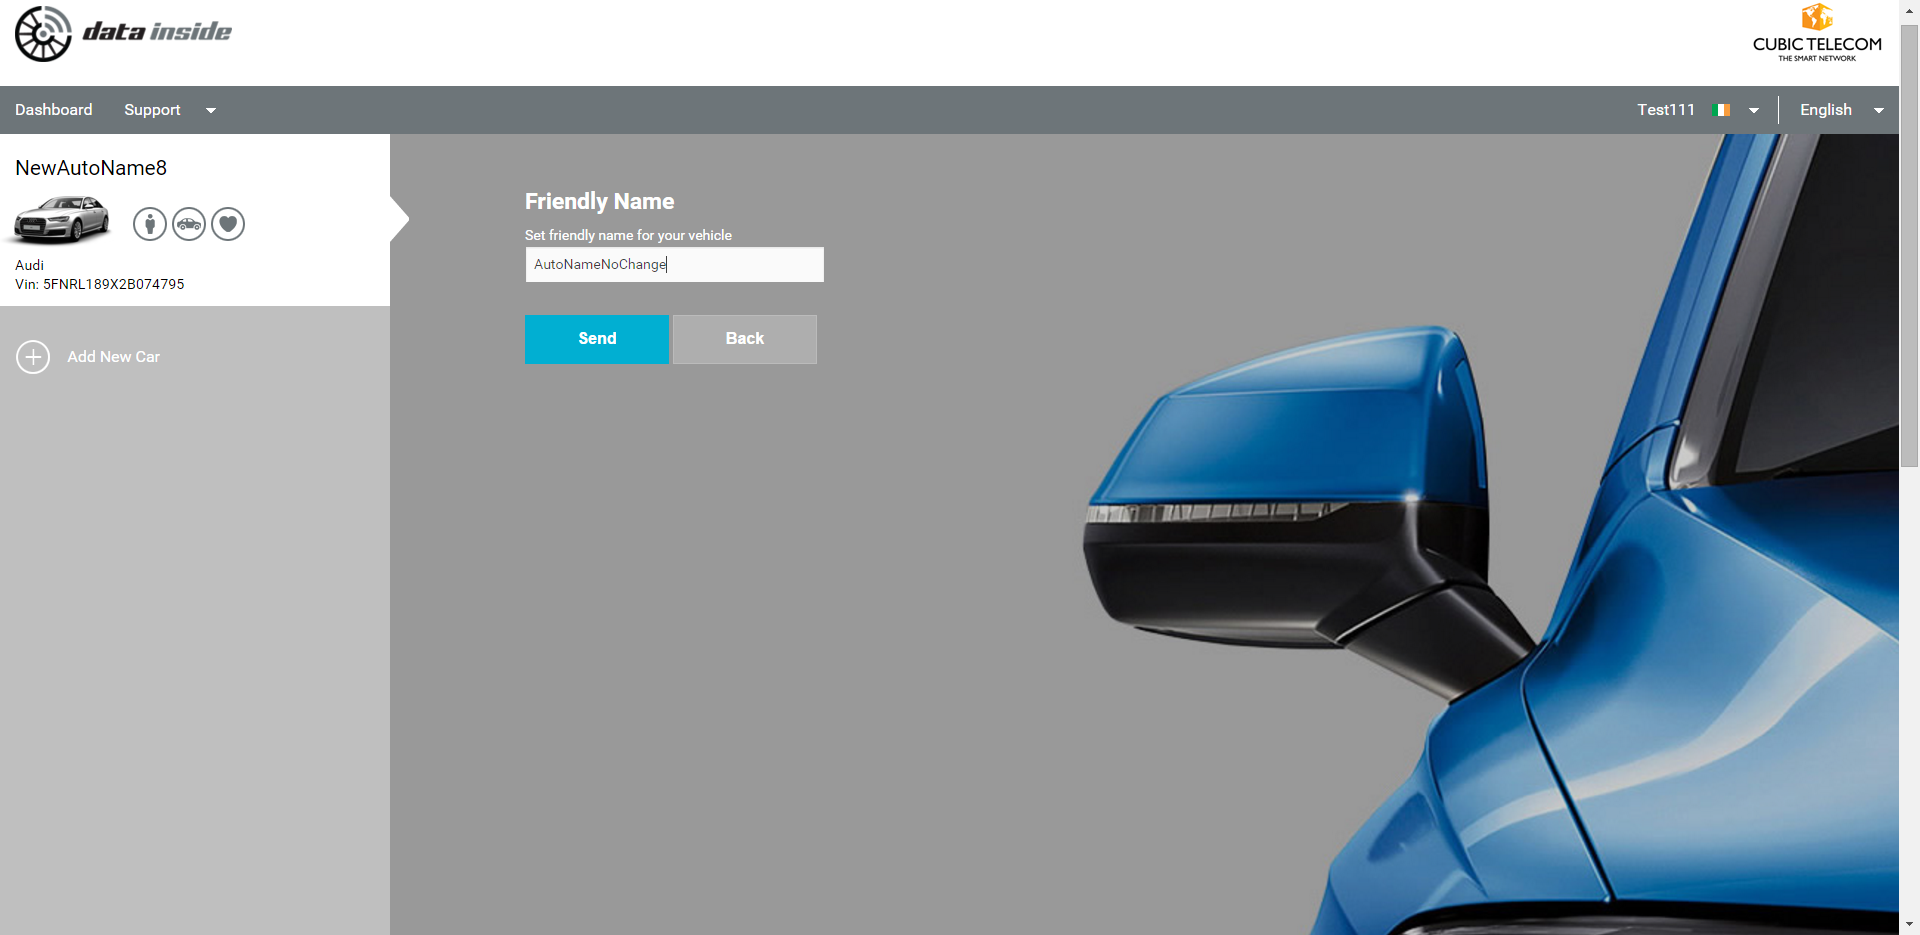 data inside
CUBIC TELECOM
THE SMART NETWORK
Dashboard
Support
Test111
English
NewAutoName8
Audi
Vin: 5FNRL189X2B074795
Add New Car
Friendly Name
Set friendly name for your vehicle
AutoNameNoChange
Send
Back